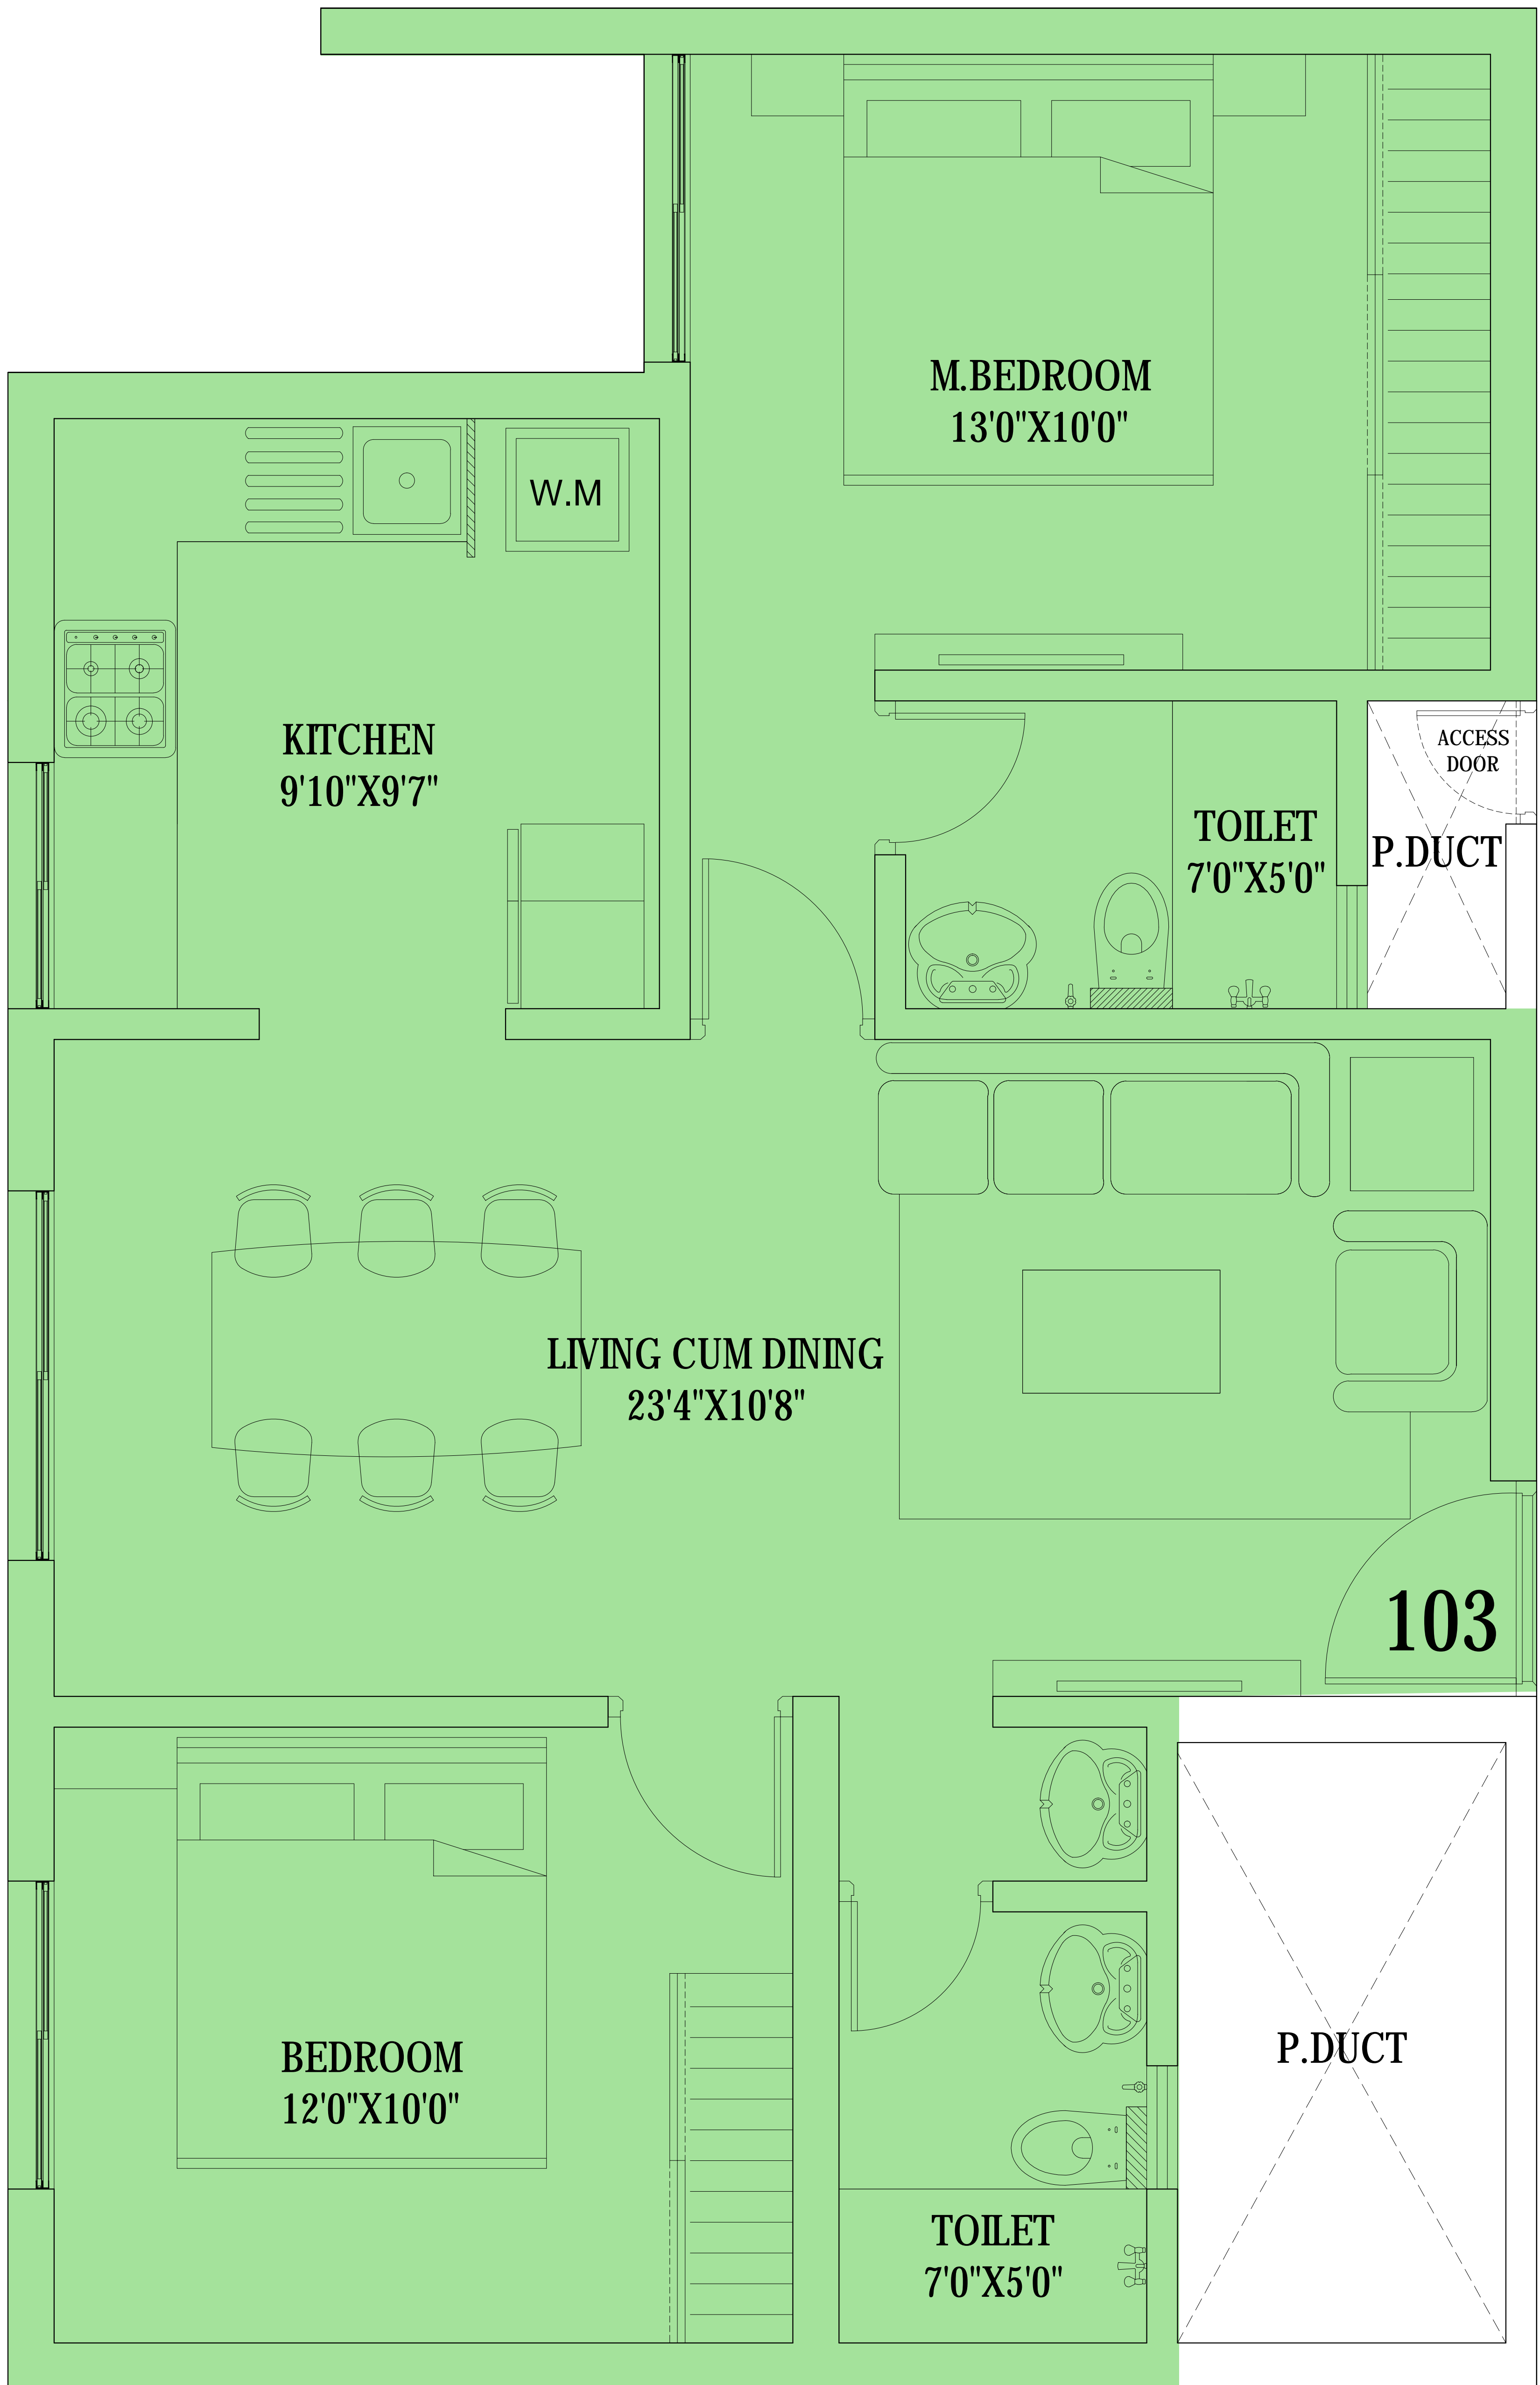 M.BEDROOM
13'0"X10'0"
W.M
KITCHEN
9'10"X9'7"
ACCESS
DOOR
TOILET
7'0"X5'0"
P.DUCT
LIVING CUM DINING
23'4"X10'8"
103
BEDROOM
12'0"X10'0"
P.DUCT
TOILET
7'0"X5'0"